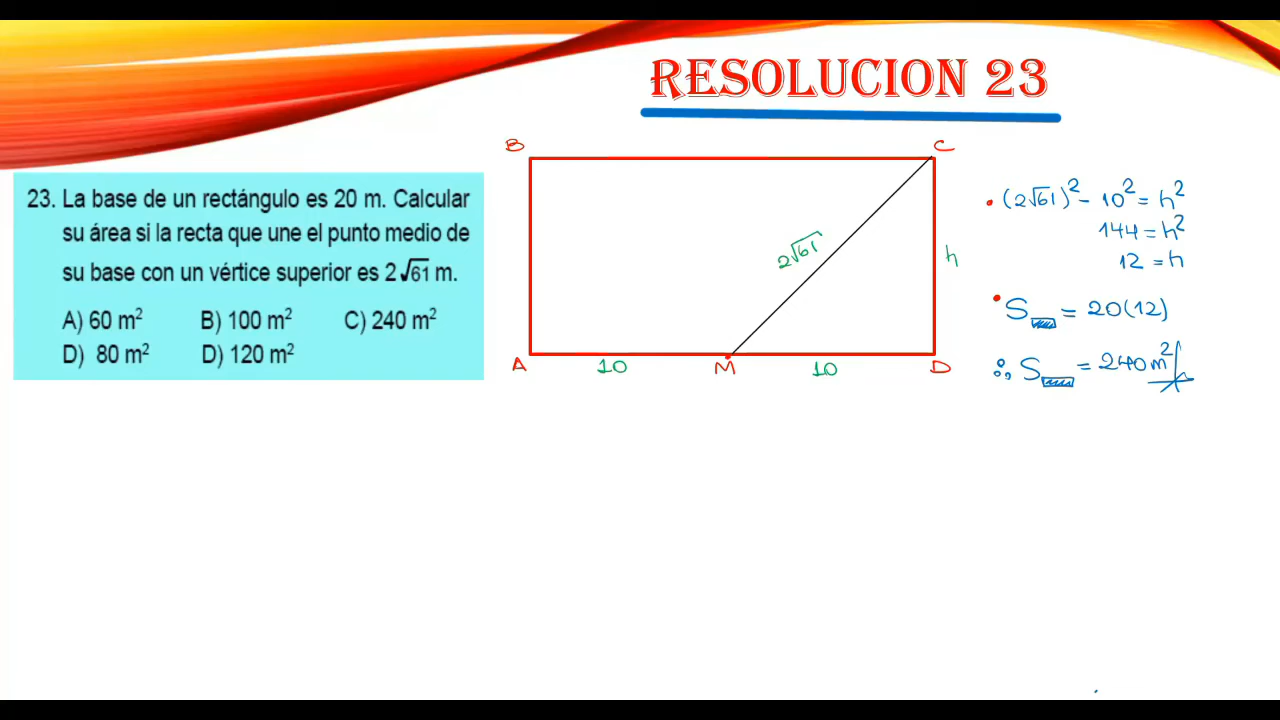 RESOLUCION 23
23. La base de un rectángulo es 20 m. Calcular
su área si la recta que une el punto medio de
su base con un vértice superior es 2√61 m.
A) 60 m² B) 100 m² C) 240 m²
D) 80 m² D) 120 m²
B
C
2√61
h
A
10
M
10
D
(2√61)² - 10² = h²
144 = h²
12 = h
S = 20(12)
∴ S = 240m²